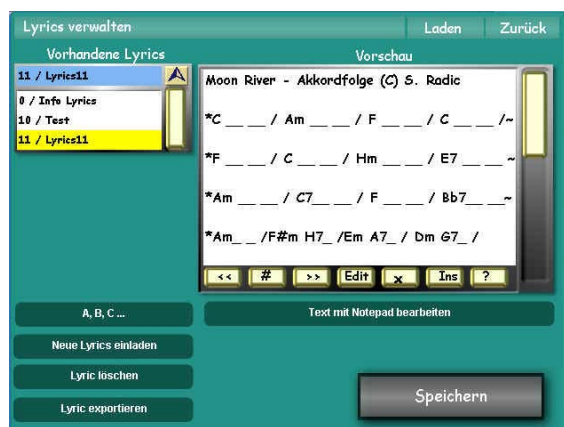 Lyrics verwalten Laden Zurück
Vorhandene Lyrics Vorschau
11 / Lyrics11
0 / Info Lyrics
10 / Test
11 / Lyrics11
Moon River - Akkordfolge (C) S. Radic
*C __ __ / Am __ __ / F __ __ / C __ __ /~
*F __ __ / C __ __ / Hm __ __ / E7 __ __ ~
*Am __ __ / C7__ __ / F __ __ / Bb7__ __~
*Am_ _ /F#m H7_ /Em A7_ / Dm G7_ /
<< # >> Edit x Ins ?
A, B, C ... Text mit Notepad bearbeiten
Neue Lyrics einladen
Lyric löschen
Lyric exportieren
Speichern